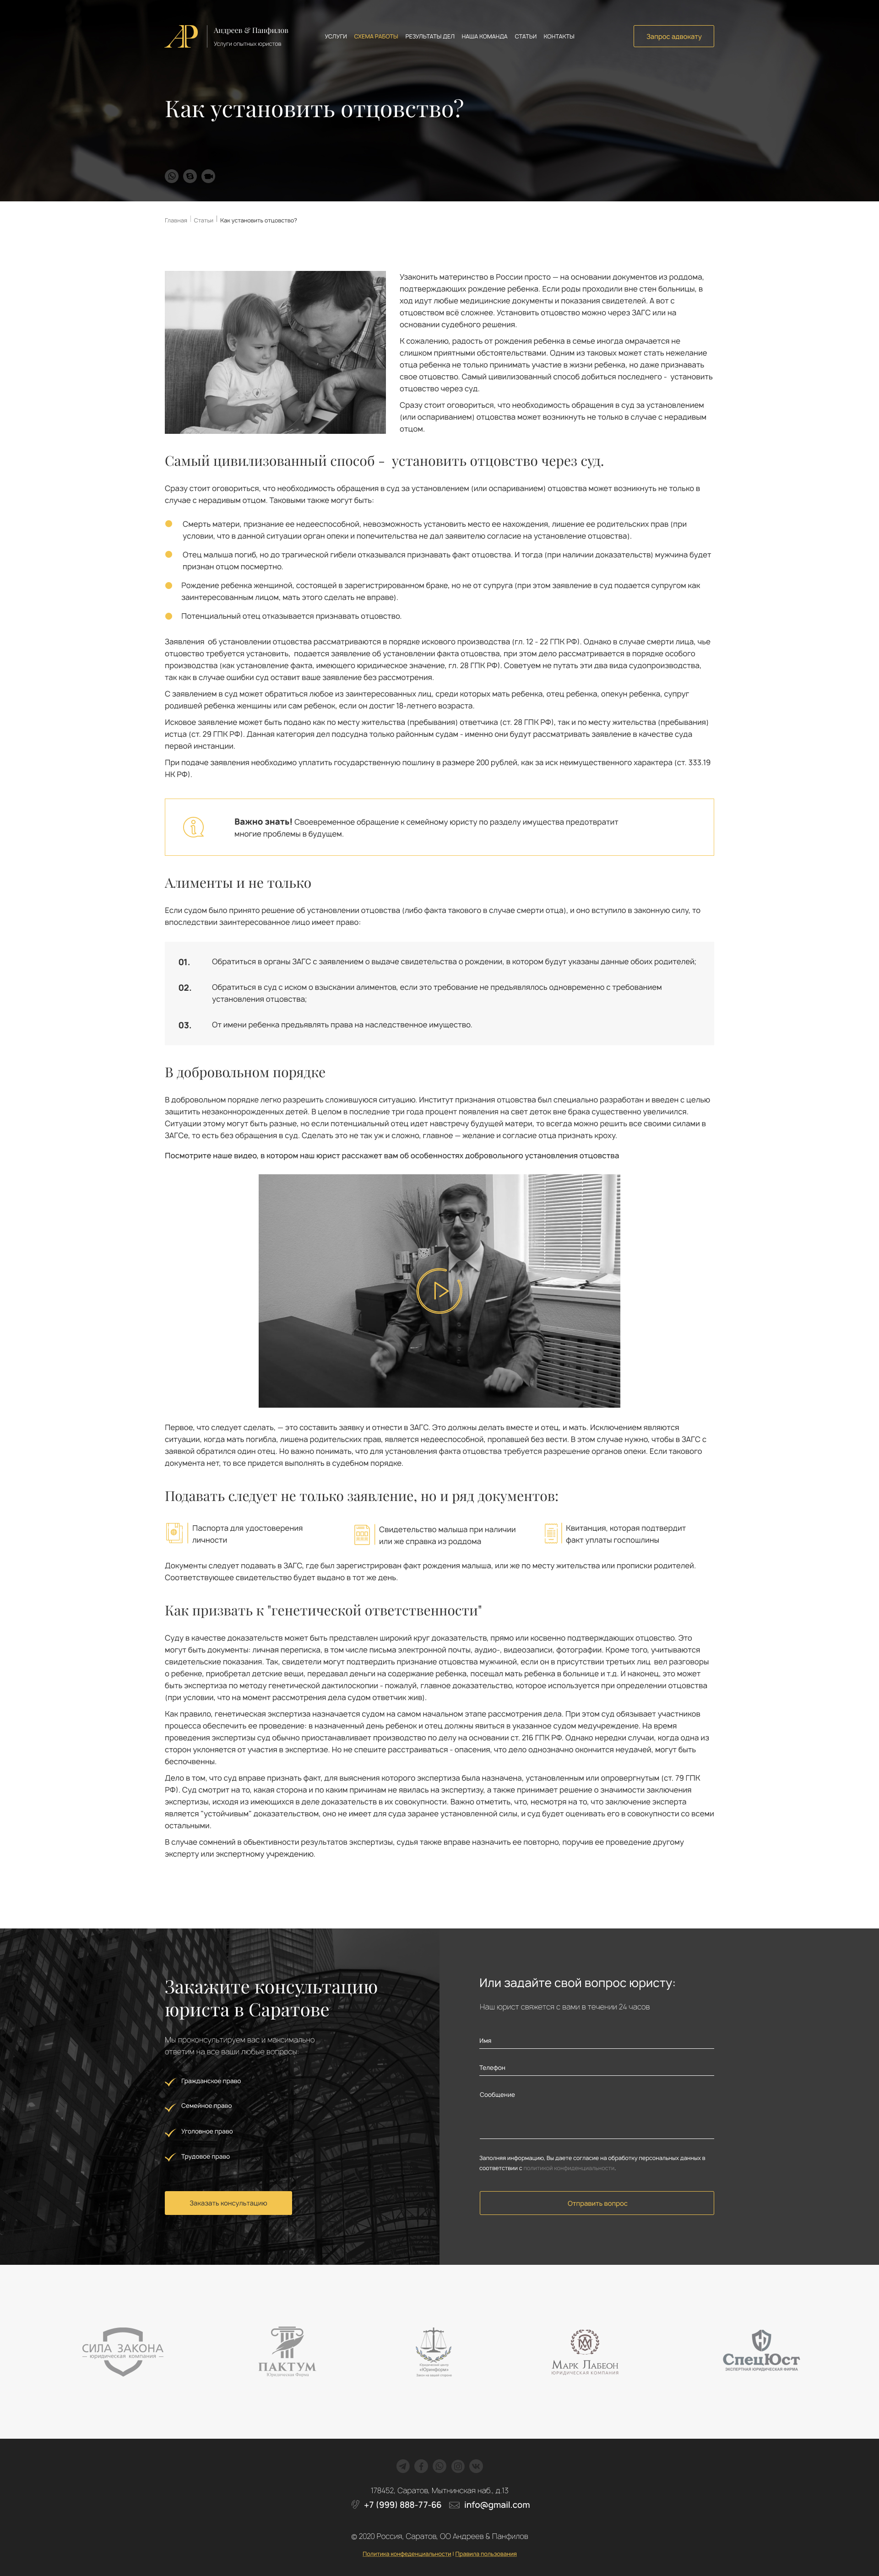 Андреев & Панфилов
Услуги опытных юристов
УСЛУГИ СХЕМА РАБОТЫ РЕЗУЛЬТАТЫ ДЕЛ НАША КОМАНДА СТАТЬИ КОНТАКТЫ
Запрос адвокату
Как установить отцовство?
Главная | Статьи | Как установить отцовство?
Узаконить материнство в России просто — на основании документов из роддома,
подтверждающих рождение ребенка. Если роды проходили вне стен больницы, в
ход идут любые медицинские документы и показания свидетелей. А вот с
отцовством всё сложнее. Установить отцовство можно через ЗАГС или на
основании судебного решения.
К сожалению, радость от рождения ребенка в семье иногда омрачается не
слишком приятными обстоятельствами. Одним из таковых может стать нежелание
отца ребенка не только принимать участие в жизни ребенка, но даже признавать
свое отцовство. Самый цивилизованный способ добиться последнего - установить
отцовство через суд.
Сразу стоит оговориться, что необходимость обращения в суд за установлением
(или оспариванием) отцовства может возникнуть не только в случае с нерадивым
отцом.
Самый цивилизованный способ - установить отцовство через суд.
Сразу стоит оговориться, что необходимость обращения в суд за установлением (или оспариванием) отцовства может возникнуть не только в
случае с нерадивым отцом. Таковыми также могут быть:
Смерть матери, признание ее недееспособной, невозможность установить место ее нахождения, лишение ее родительских прав (при
условии, что в данной ситуации орган опеки и попечительства не дал заявителю согласие на установление отцовства).
Отец малыша погиб, но до трагической гибели отказывался признавать факт отцовства. И тогда (при наличии доказательств) мужчина будет
признан отцом посмертно.
Рождение ребенка женщиной, состоящей в зарегистрированном браке, но не от супруга (при этом заявление в суд подается супругом как
заинтересованным лицом, мать этого сделать не вправе).
Потенциальный отец отказывается признавать отцовство.
Заявления об установлении отцовства рассматриваются в порядке искового производства (гл. 12 - 22 ГПК РФ). Однако в случае смерти лица, чье
отцовство требуется установить, подается заявление об установлении факта отцовства, при этом дело рассматривается в порядке особого
производства (как установление факта, имеющего юридическое значение, гл. 28 ГПК РФ). Советуем не путать эти два вида судопроизводства,
так как в случае ошибки суд оставит ваше заявление без рассмотрения.
С заявлением в суд может обратиться любое из заинтересованных лиц, среди которых мать ребенка, отец ребенка, опекун ребенка, супруг
родившей ребенка женщины или сам ребенок, если он достиг 18-летнего возраста.
Исковое заявление может быть подано как по месту жительства (пребывания) ответчика (ст. 28 ГПК РФ), так и по месту жительства (пребывания)
истца (ст. 29 ГПК РФ). Данная категория дел подсудна только районным судам - именно они будут рассматривать заявление в качестве суда
первой инстанции.
При подаче заявления необходимо уплатить государственную пошлину в размере 200 рублей, как за иск неимущественного характера (ст. 333.19
НК РФ).
Важно знать! Своевременное обращение к семейному юристу по разделу имущества предотвратит
многие проблемы в будущем.
Алименты и не только
Если судом было принято решение об установлении отцовства (либо факта такового в случае смерти отца), и оно вступило в законную силу, то
впоследствии заинтересованное лицо имеет право:
01. Обратиться в органы ЗАГС с заявлением о выдаче свидетельства о рождении, в котором будут указаны данные обоих родителей;
02. Обратиться в суд с иском о взыскании алиментов, если это требование не предъявлялось одновременно с требованием
установления отцовства;
03. От имени ребенка предъявлять права на наследственное имущество.
В добровольном порядке
В добровольном порядке легко разрешить сложившуюся ситуацию. Институт признания отцовства был специально разработан и введен с целью
защитить незаконнорожденных детей. В целом в последние три года процент появления на свет деток вне брака существенно увеличился.
Ситуации этому могут быть разные, но если потенциальный отец идет навстречу будущей матери, то всегда можно решить все своими силами в
ЗАГСе, то есть без обращения в суд. Сделать это не так уж и сложно, главное — желание и согласие отца признать кроху.
Посмотрите наше видео, в котором наш юрист расскажет вам об особенностях добровольного установления отцовства
Первое, что следует сделать, — это составить заявку и отнести в ЗАГС. Это должны делать вместе и отец, и мать. Исключением являются
ситуации, когда мать погибла, лишена родительских прав, является недееспособной, пропавшей без вести. В этом случае нужно, чтобы в ЗАГС с
заявкой обратился один отец. Но важно понимать, что для установления факта отцовства требуется разрешение органов опеки. Если такового
документа нет, то все придется выполнять в судебном порядке.
Подавать следует не только заявление, но и ряд документов:
Паспорта для удостоверения
личности
Свидетельство малыша при наличии
или же справка из роддома
Квитанция, которая подтвердит
факт уплаты госпошлины
Документы следует подавать в ЗАГС, где был зарегистрирован факт рождения малыша, или же по месту жительства или прописки родителей.
Соответствующее свидетельство будет выдано в тот же день.
Как призвать к "генетической ответственности"
Суду в качестве доказательств может быть представлен широкий круг доказательств, прямо или косвенно подтверждающих отцовство. Это
могут быть документы: личная переписка, в том числе письма электронной почты, аудио-, видеозаписи, фотографии. Кроме того, учитываются
свидетельские показания. Так, свидетели могут подтвердить признание отцовства мужчиной, если он в присутствии третьих лиц вел разговоры
о ребенке, приобретал детские вещи, передавал деньги на содержание ребенка, посещал мать ребенка в больнице и т.д. И наконец, это может
быть экспертиза по методу генетической дактилоскопии - пожалуй, главное доказательство, которое используется при определении отцовства
(при условии, что на момент рассмотрения дела судом ответчик жив).
Как правило, генетическая экспертиза назначается судом на самом начальном этапе рассмотрения дела. При этом суд обязывает участников
процесса обеспечить ее проведение: в назначенный день ребенок и отец должны явиться в указанное судом медучреждение. На время
проведения экспертизы суд обычно приостанавливает производство по делу на основании ст. 216 ГПК РФ. Однако нередки случаи, когда одна из
сторон уклоняется от участия в экспертизе. Но не спешите расстраиваться - опасения, что дело однозначно окончится неудачей, могут быть
беспочвенны.
Дело в том, что суд вправе признать факт, для выяснения которого экспертиза была назначена, установленным или опровергнутым (ст. 79 ГПК
РФ). Суд смотрит на то, какая сторона и по каким причинам не явилась на экспертизу, а также принимает решение о значимости заключения
экспертизы, исходя из имеющихся в деле доказательств в их совокупности. Важно отметить, что, несмотря на то, что заключение эксперта
является "устойчивым" доказательством, оно не имеет для суда заранее установленной силы, и суд будет оценивать его в совокупности со всеми
остальными.
В случае сомнений в объективности результатов экспертизы, судья также вправе назначить ее повторно, поручив ее проведение другому
эксперту или экспертному учреждению.
Закажите консультацию
юриста в Саратове
Мы проконсультируем вас и максимально
ответим на все ваши любые вопросы
Гражданское право
Семейное право
Уголовное право
Трудовое право
Заказать консультацию
Или задайте свой вопрос юристу:
Наш юрист свяжется с вами в течении 24 часов
Имя
Телефон
Сообщение
Заполняя информацию, Вы даете согласие на обработку персональных данных в
соответствии с политикой конфиденциальности.
Отправить вопрос
СИЛА ЗАКОНА
юридическая компания
ПАКТУМ
Юридическая Фирма
Марк Лабеон
ЮРИДИЧЕСКАЯ КОМПАНИЯ
СпецЮст
ЭКСПЕРТНАЯ ЮРИДИЧЕСКАЯ ФИРМА
178452, Саратов, Мытнинская наб., д.13
+7 (999) 888-77-66 info@gmail.com
© 2020 Россия, Саратов, ОО Андреев & Панфилов
Политика конфеденциальности | Правила пользования